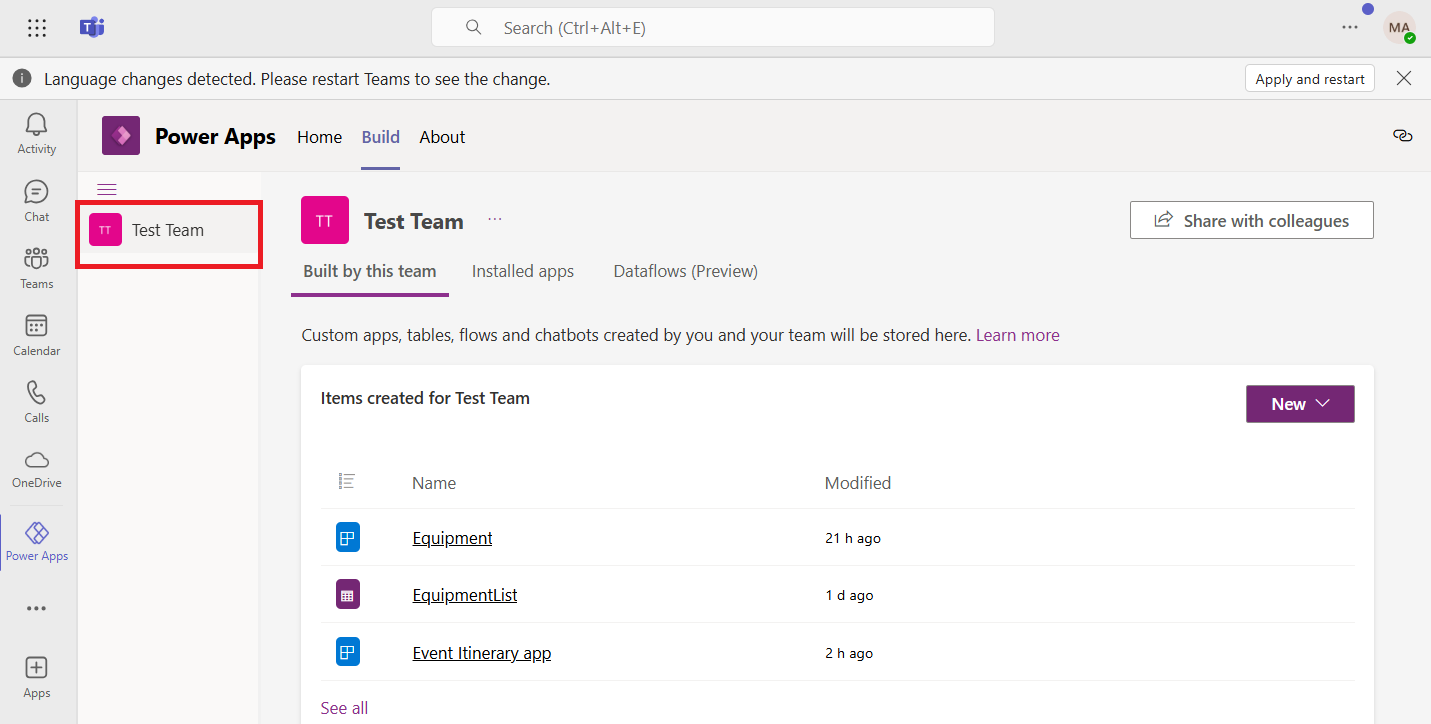 Search (Ctrl+Alt+E)
MA
Language changes detected. Please restart Teams to see the change.
Apply and restart
Activity
Chat
Teams
Calendar
Calls
OneDrive
Power Apps
Apps
Power Apps Home Build About
TT Test Team
TT Test Team
Share with colleagues
Built by this team Installed apps Dataflows (Preview)
Custom apps, tables, flows and chatbots created by you and your team will be stored here. Learn more
Items created for Test Team
New
Name Modified
Equipment 21 h ago
EquipmentList 1 d ago
Event Itinerary app 2 h ago
See all